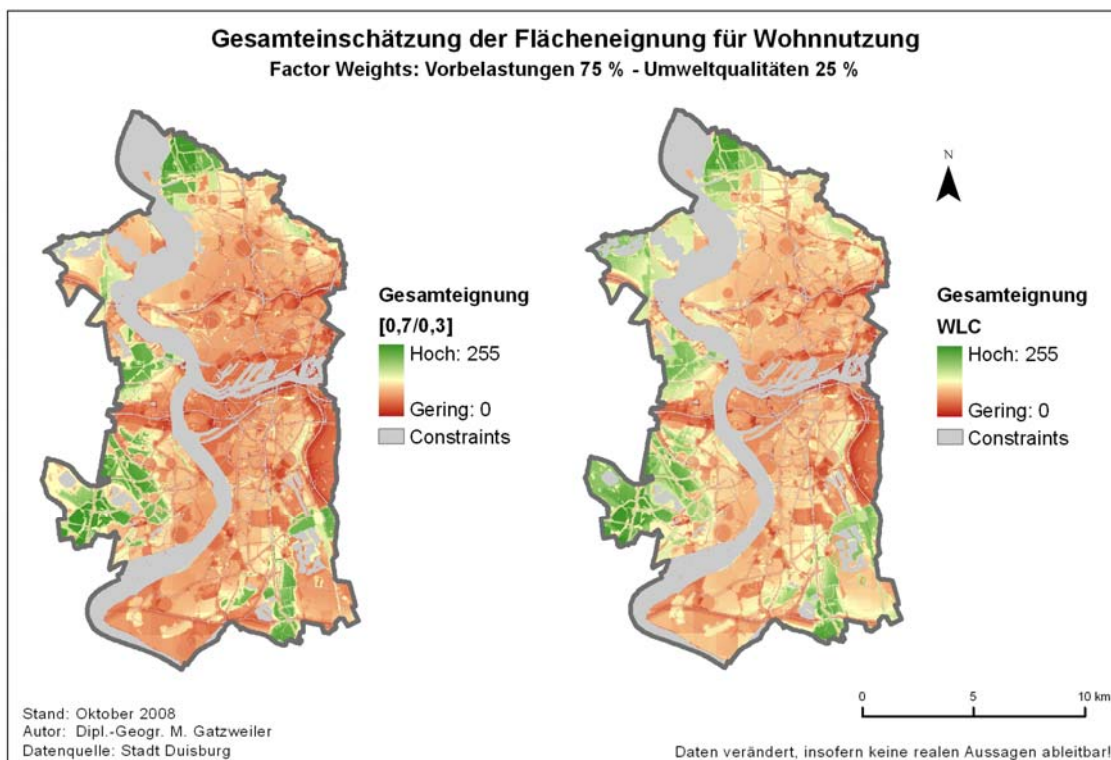 Gesamteinschätzung der Flächeneignung für Wohnnutzung
Factor Weights: Vorbelastungen 75 % - Umweltqualitäten 25 %
N
Gesamteignung
[0,7/0,3]
Hoch: 255
Gering: 0
Constraints
Gesamteignung
WLC
Hoch: 255
Gering: 0
Constraints
0 5 10 km
Stand: Oktober 2008
Autor: Dipl.-Geogr. M. Gatzweiler
Datenquelle: Stadt Duisburg
Daten verändert, insofern keine realen Aussagen ableitbar!